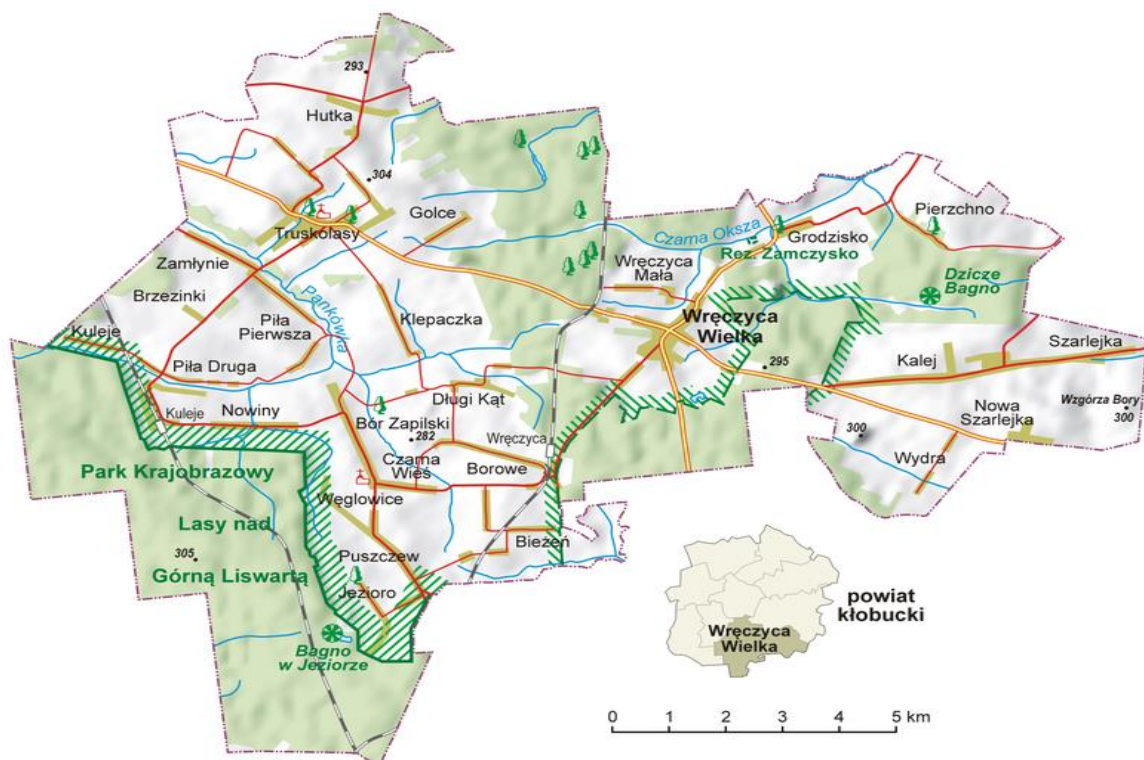 293
Hutka
304
Golce
Truskolasy
Pierzchno
Czarna Oksza
Grodzisko
Rez. Zamczysko
Zamłynie
Wręczyca
Mała
Dzicze
Bagno
Brzezinki
Pankówka
Klepaczka
Piła
Pierwsza
Wręczyca
Wielka
Kuleje
Szarlejka
Kalej
295
Piła Druga
Długi Kąt
Kuleje
Nowiny
Bór Zapilski
282
Wręczyca
Nowa
Szarlejka
Wzgórza Bory
300
300
Czarna
Wieś
Borowe
Wydra
Park Krajobrazowy
Węglowice
Lasy nad
Bieżeń
305
Górną Liswartą
Puszczew
Jezioro
Bagno
w Jeziorze
powiat
kłobucki
Wręczyca
Wielka
0 1 2 3 4 5 km